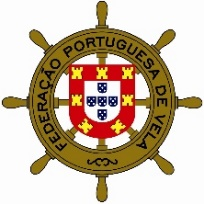 FEDERAÇÃO PORTUGUESA DE VELA